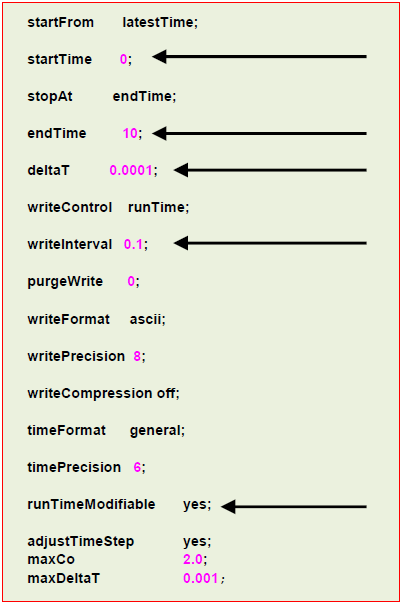 startFrom latestTime;
startTime 0;
stopAt endTime;
endTime 10;
deltaT 0.0001;
writeControl runTime;
writeInterval 0.1;
purgeWrite 0;
writeFormat ascii;
writePrecision 8;
writeCompression off;
timeFormat general;
timePrecision 6;
runTimeModifiable yes;
adjustTimeStep yes;
maxCo 2.0;
maxDeltaT 0.001;